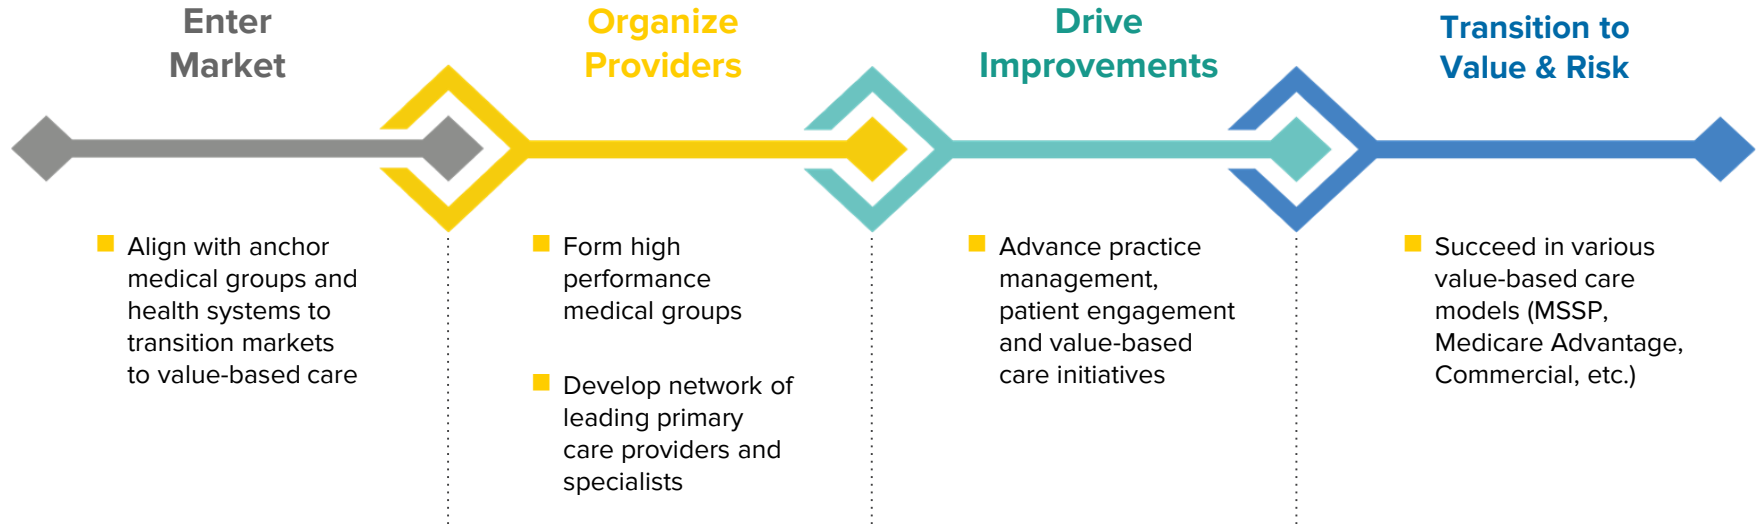 Enter
Market
Organize
Providers
Drive
Improvements
Transition to
Value & Risk
Align with anchor
medical groups and
health systems to
transition markets
to value-based care
Form high
performance
medical groups
Develop network of
leading primary
care providers and
specialists
Advance practice
management,
patient engagement
and value-based
care initiatives
Succeed in various
value-based care
models (MSSP,
Medicare Advantage,
Commercial, etc.)